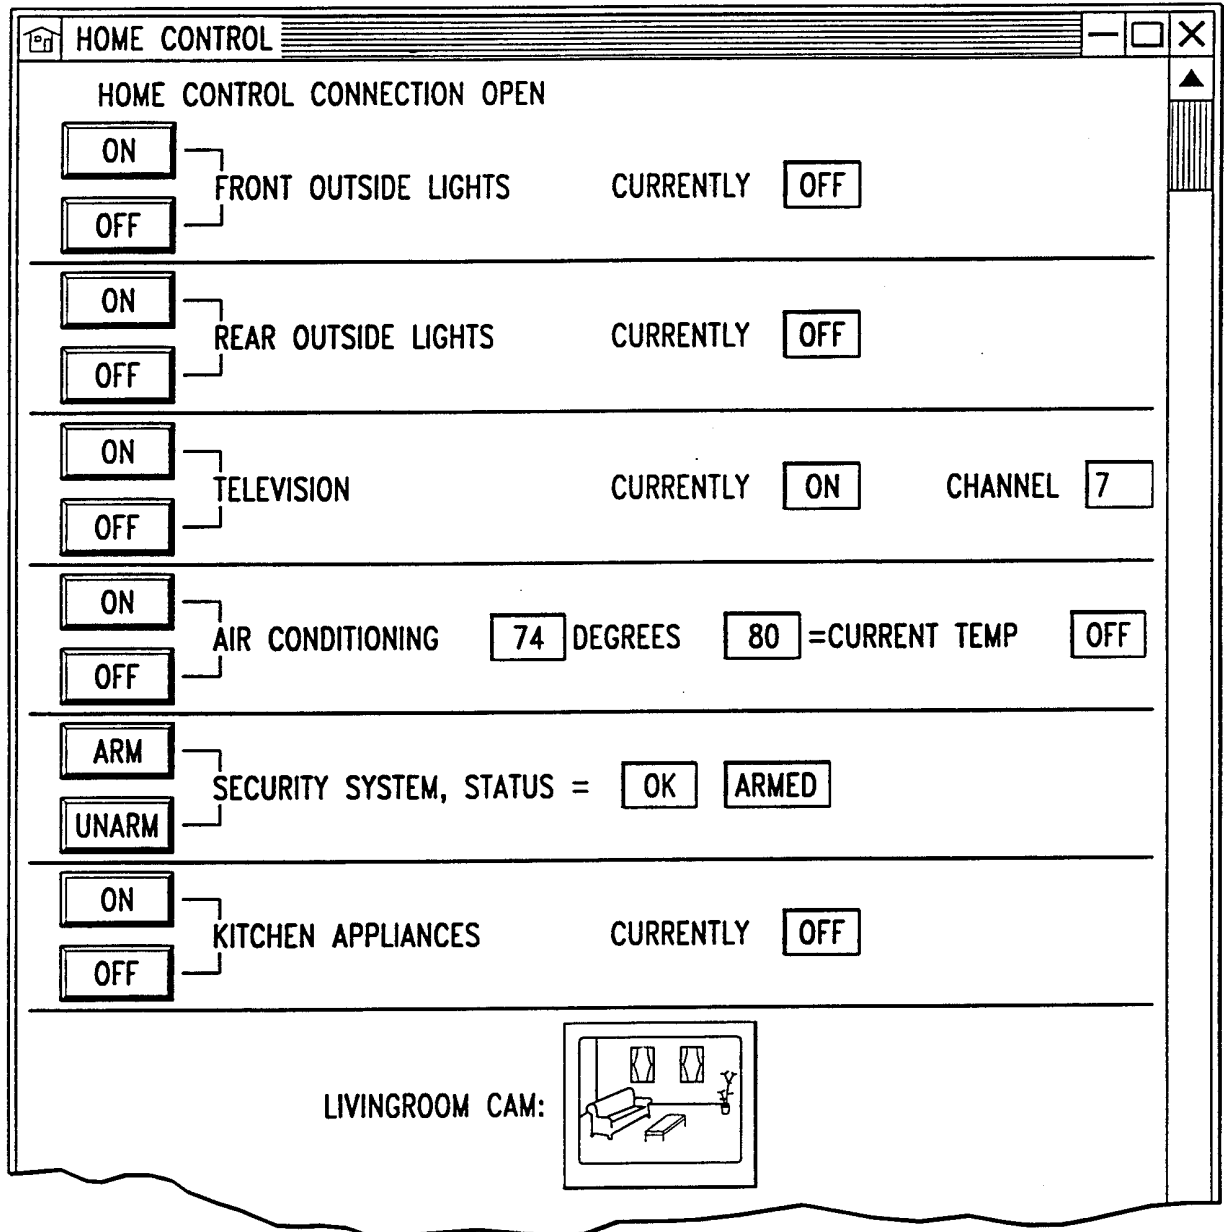 HOME CONTROL
HOME CONTROL CONNECTION OPEN
ON
FRONT OUTSIDE LIGHTS CURRENTLY OFF
OFF
ON
REAR OUTSIDE LIGHTS CURRENTLY OFF
OFF
ON
TELEVISION CURRENTLY ON CHANNEL 7
OFF
ON
AIR CONDITIONING 74 DEGREES 80 =CURRENT TEMP OFF
OFF
ARM
SECURITY SYSTEM, STATUS = OK ARMED
UNARM
ON
KITCHEN APPLIANCES CURRENTLY OFF
OFF
LIVINGROOM CAM: